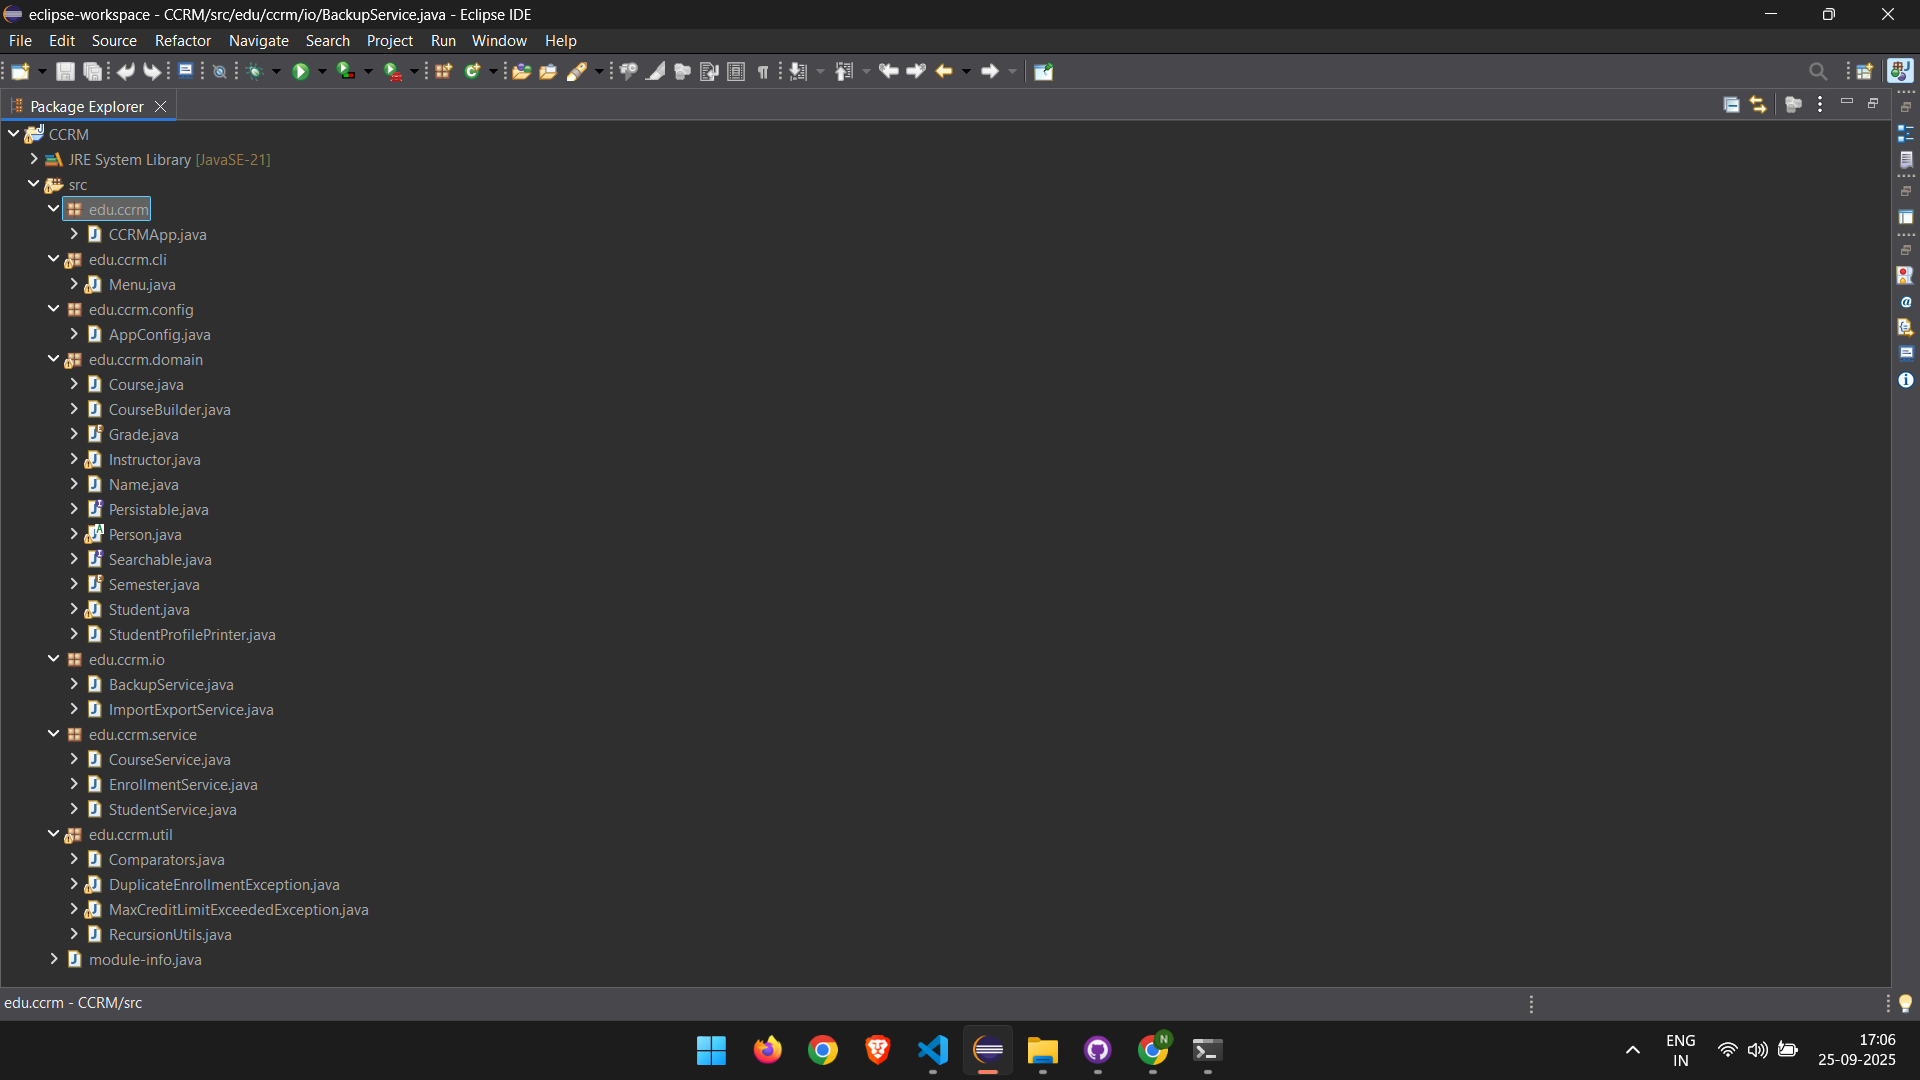 eclipse-workspace - CCRM/src/edu/ccrm/io/BackupService.java - Eclipse IDE
File Edit Source Refactor Navigate Search Project Run Window Help
Package Explorer
CCRM
JRE System Library [JavaSE-21]
src
edu.ccrm
CCRMApp.java
edu.ccrm.cli
Menu.java
edu.ccrm.config
AppConfig.java
edu.ccrm.domain
Course.java
CourseBuilder.java
Grade.java
Instructor.java
Name.java
Persistable.java
Person.java
Searchable.java
Semester.java
Student.java
StudentProfilePrinter.java
edu.ccrm.io
BackupService.java
ImportExportService.java
edu.ccrm.service
CourseService.java
EnrollmentService.java
StudentService.java
edu.ccrm.util
Comparators.java
DuplicateEnrollmentException.java
MaxCreditLimitExceededException.java
RecursionUtils.java
module-info.java
edu.ccrm - CCRM/src
N
ENG
IN
17:06
25-09-2025